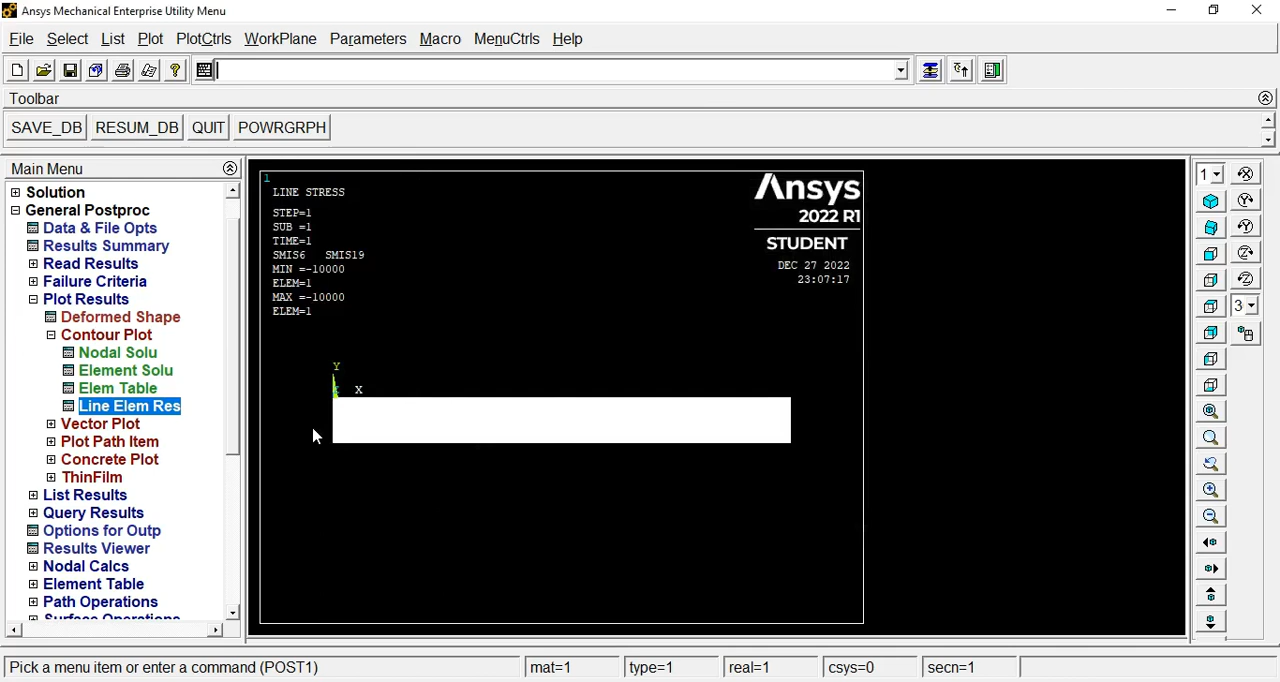 Ansys Mechanical Enterprise Utility Menu
File Select List Plot PlotCtrls WorkPlane Parameters Macro MenuCtrls Help
Toolbar
SAVE_DB RESUM_DB QUIT POWRGRPH
Main Menu
Solution
General Postproc
Data & File Opts
Results Summary
Read Results
Failure Criteria
Plot Results
Deformed Shape
Contour Plot
Nodal Solu
Element Solu
Elem Table
Line Elem Res
Vector Plot
Plot Path Item
Concrete Plot
ThinFilm
List Results
Query Results
Options for Outp
Results Viewer
Nodal Calcs
Element Table
Path Operations
Surface Operations
1
LINE STRESS
STEP=1
SUB =1
TIME=1
SMIS6 SMIS19
MIN =-10000
ELEM=1
MAX =-10000
ELEM=1
Ansys
2022 R1
STUDENT
DEC 27 2022
23:07:17
Y
X
1
3
Pick a menu item or enter a command (POST1) mat=1 type=1 real=1 csys=0 secn=1